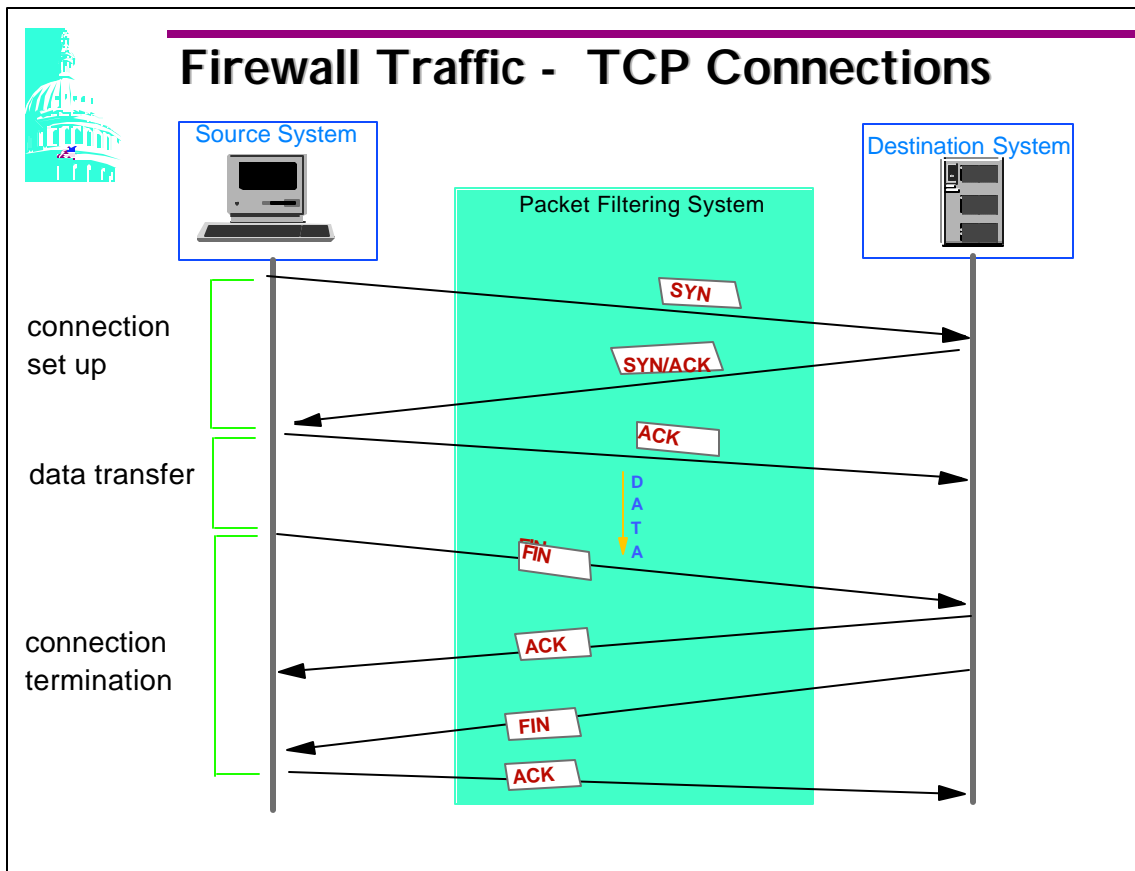 Firewall Traffic - TCP Connections
Source System
Destination System
Packet Filtering System
SYN
connection
set up
SYN/ACK
ACK
data transfer
D
A
T
A
FIN
FIN
connection
termination
ACK
FIN
ACK